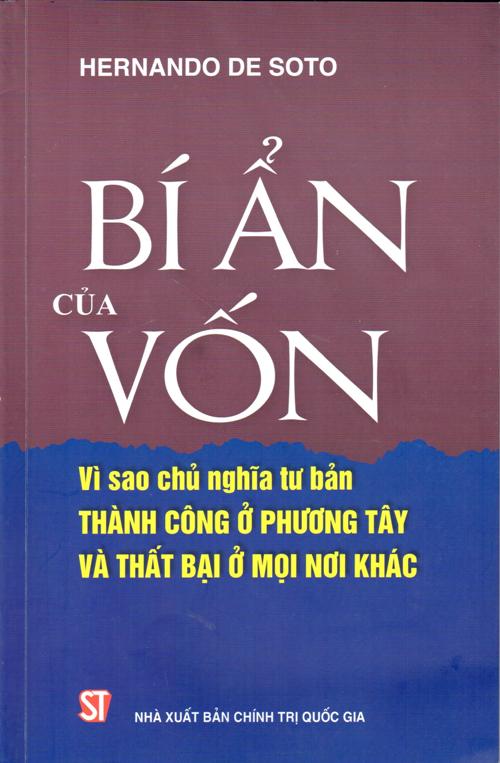 HERNANDO DE SOTO
BÍ ẨN
CỦA
VỐN
Vì sao chủ nghĩa tư bản
THÀNH CÔNG Ở PHƯƠNG TÂY
VÀ THẤT BẠI Ở MỌI NƠI KHÁC
ST
NHÀ XUẤT BẢN CHÍNH TRỊ QUỐC GIA